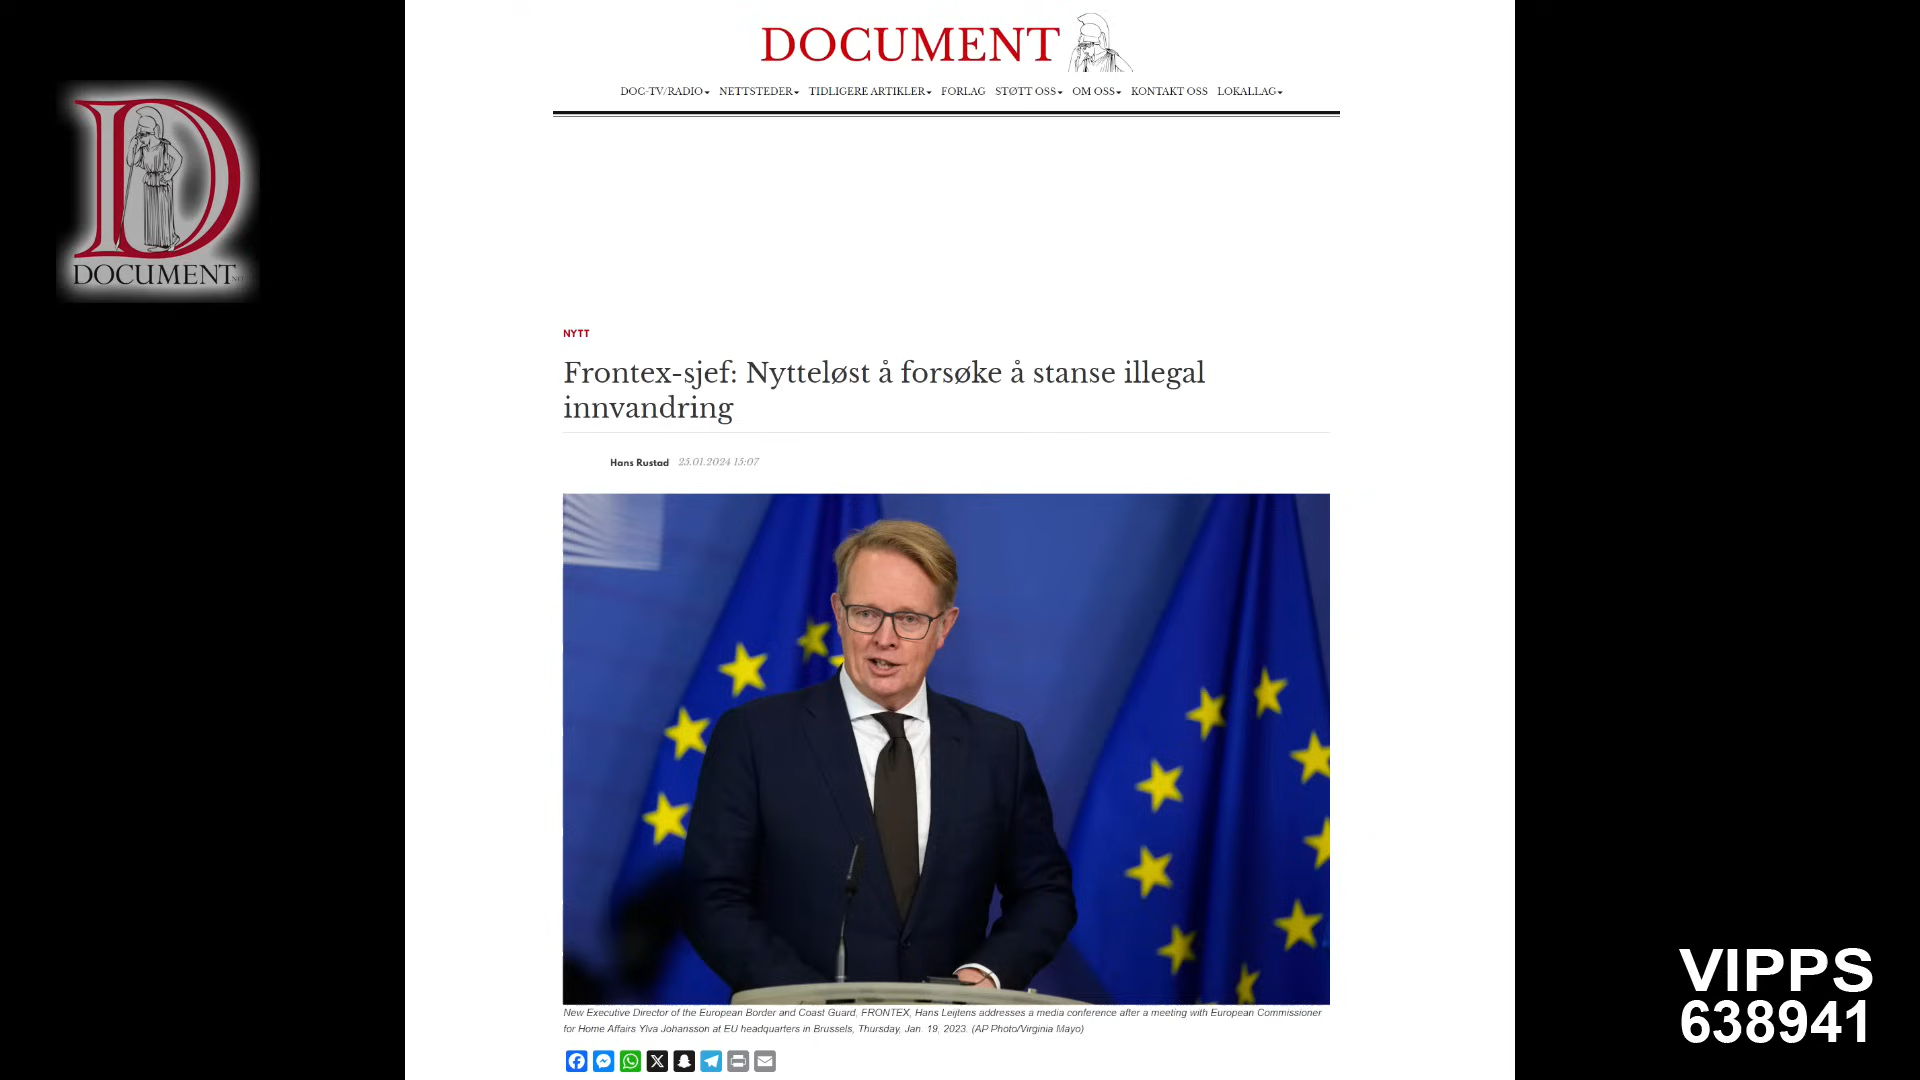 DOCUMENT
DOC-TV/RADIO NETTSTEDER TIDLIGERE ARTIKLER FORLAG STØTT OSS OM OSS KONTAKT OSS LOKALLAG
DOCUMENT
NYTT
Frontex-sjef: Nytteløst å forsøke å stanse illegal
innvandring
Hans Rustad 25.01.2024 15:07
New Executive Director of the European Border and Coast Guard, FRONTEX, Hans Leijtens addresses a media conference after a meeting with European Commissioner
for Home Affairs Ylva Johansson at EU headquarters in Brussels, Thursday, Jan. 19, 2023. (AP Photo/Virginia Mayo)
VIPPS
638941